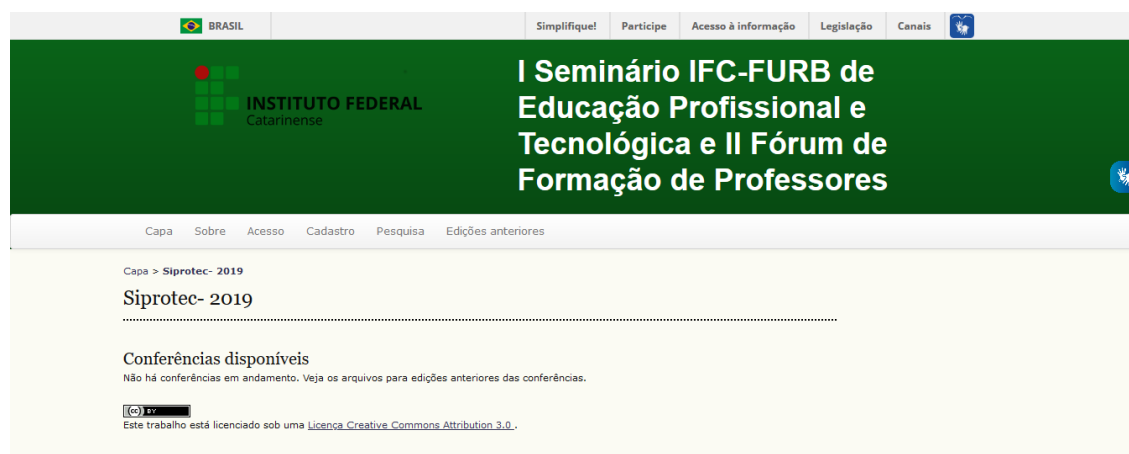 BRASIL Simplifique! Participe Acesso à informação Legislação Canais
INSTITUTO FEDERAL
Catarinense
I Seminário IFC-FURB de
Educação Profissional e
Tecnológica e II Fórum de
Formação de Professores
Capa Sobre Acesso Cadastro Pesquisa Edições anteriores
Capa > Siprotec- 2019
Siprotec- 2019
Conferências disponíveis
Não há conferências em andamento. Veja os arquivos para edições anteriores das conferências.
(cc) BY
Este trabalho está licenciado sob uma Licença Creative Commons Attribution 3.0 .